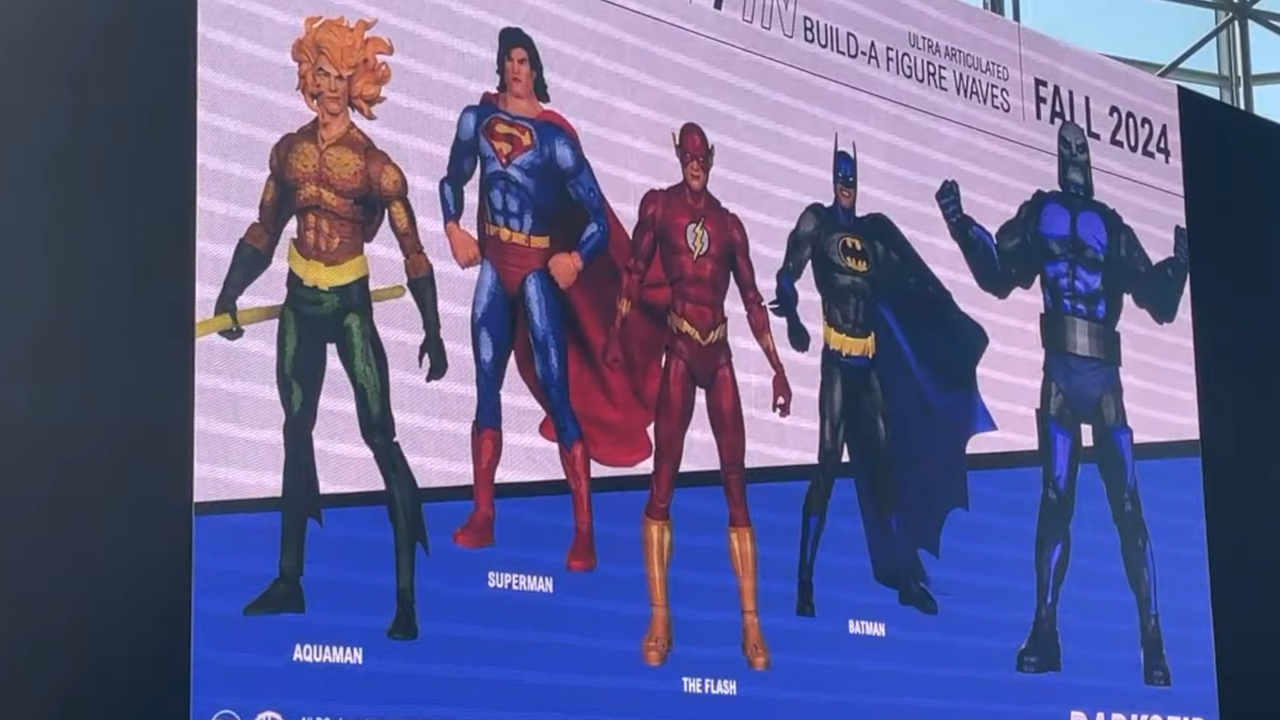 BUILD-A FIGURE WAVES
ULTRA ARTICULATED
FALL 2024
SUPERMAN
BATMAN
AQUAMAN
THE FLASH